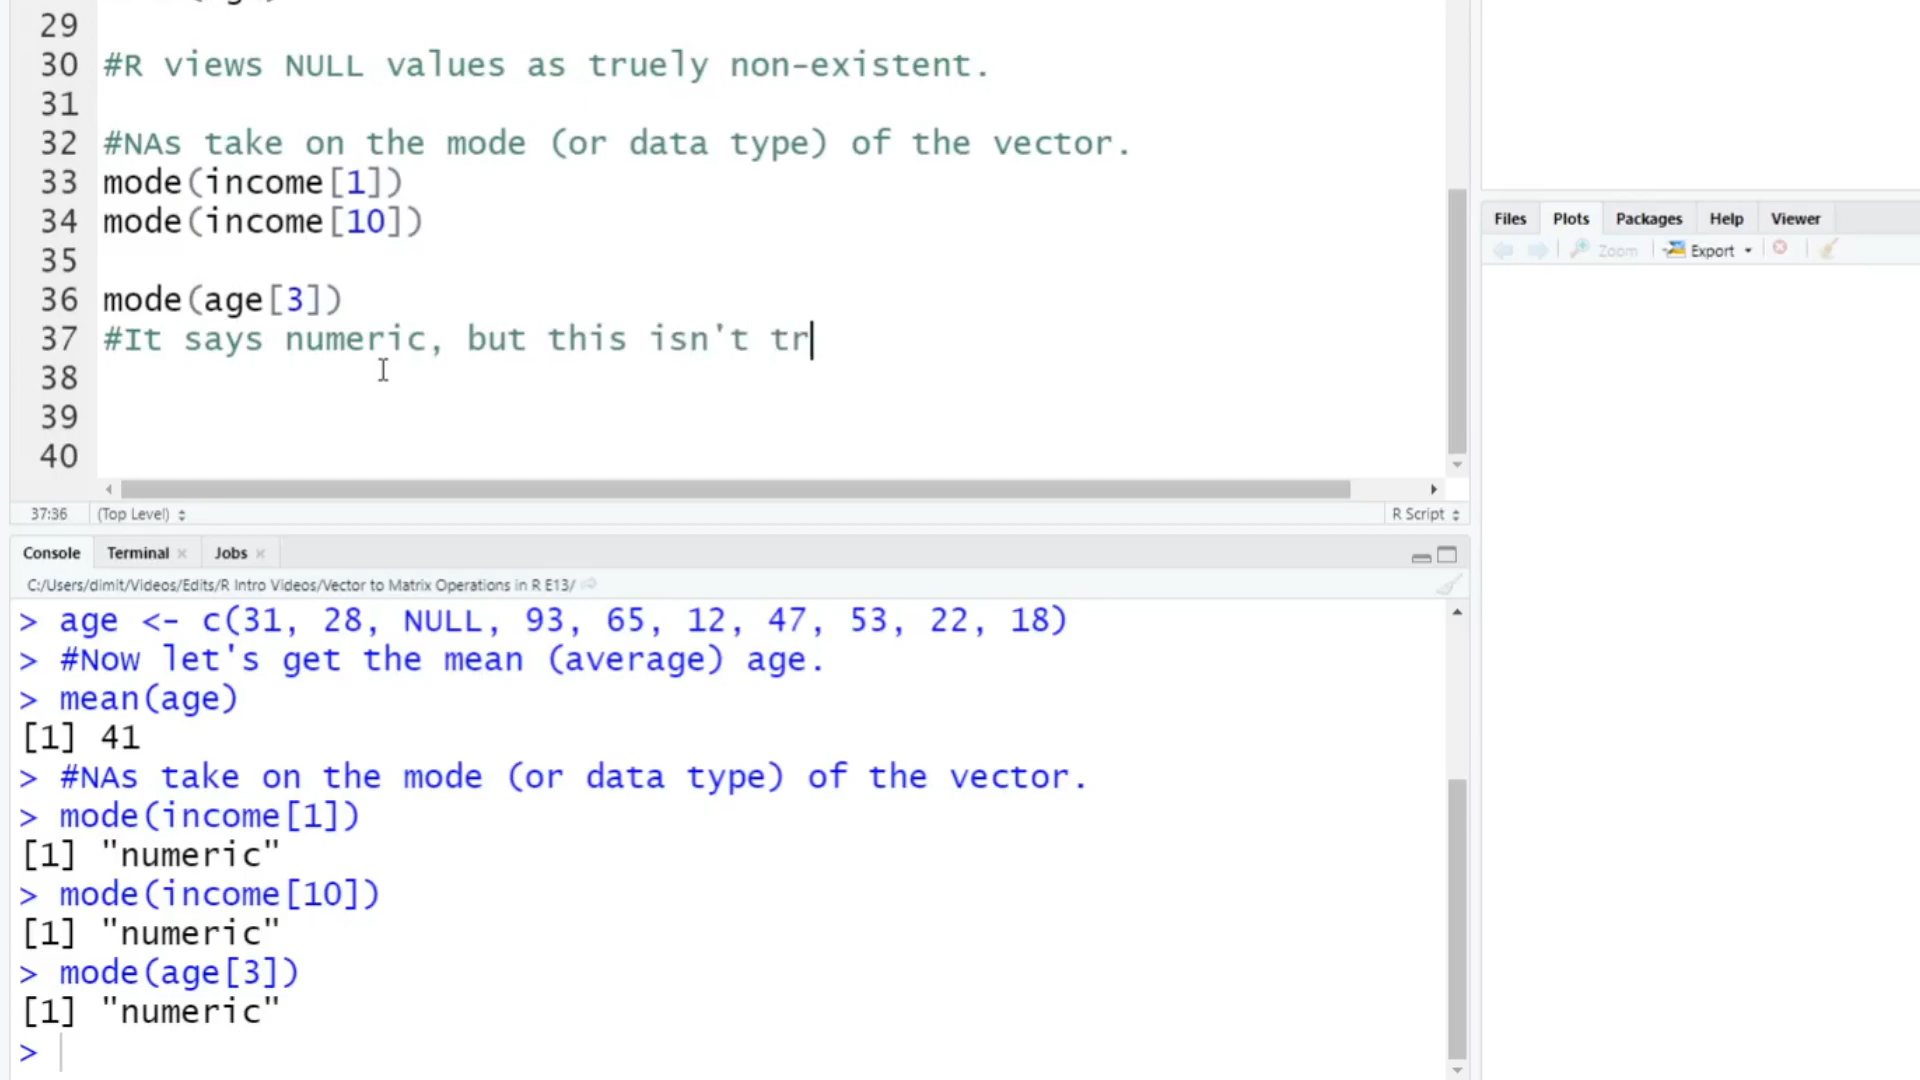 29
30 #R views NULL values as truely non-existent.
31
32 #NAs take on the mode (or data type) of the vector.
33 mode(income[1])
34 mode(income[10])
35
36 mode(age[3])
37 #It says numeric, but this isn't tr
38
39
40
37:36 (Top Level) R Script
Console Terminal Jobs
C:/Users/dimit/Videos/Edits/R Intro Videos/Vector to Matrix Operations in R E13/
> age <- c(31, 28, NULL, 93, 65, 12, 47, 53, 22, 18)
> #Now let's get the mean (average) age.
> mean(age)
[1] 41
> #NAs take on the mode (or data type) of the vector.
> mode(income[1])
[1] "numeric"
> mode(income[10])
[1] "numeric"
> mode(age[3])
[1] "numeric"
>
Files Plots Packages Help Viewer
Zoom Export